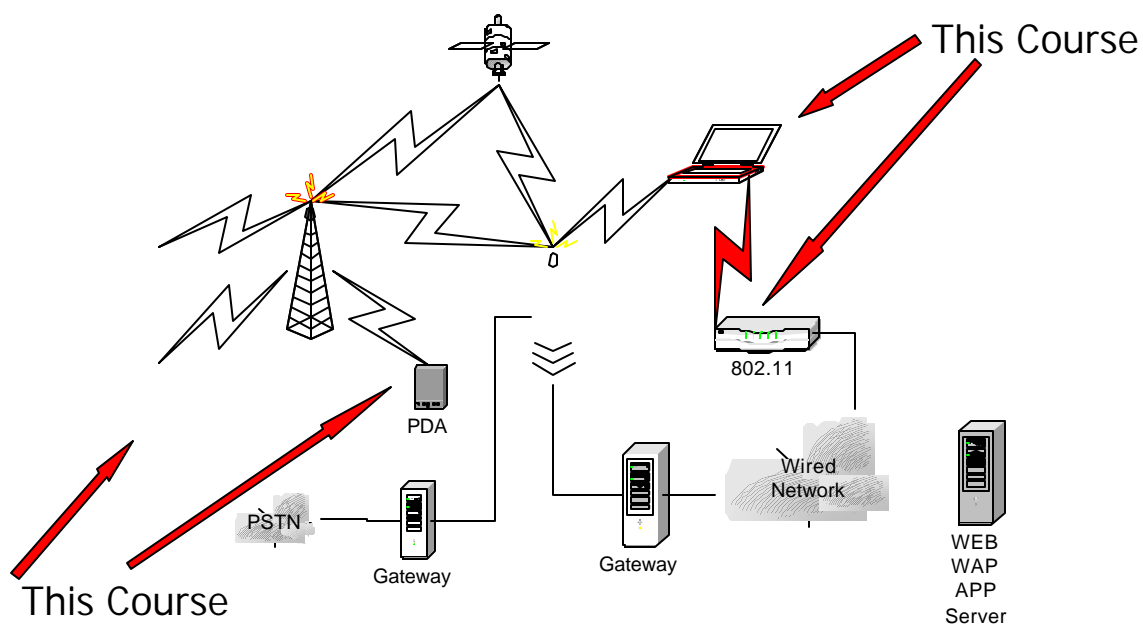 This Course
802.11
PDA
Wired
Network
PSTN
Gateway
Gateway
WEB
WAP
APP
Server
This Course